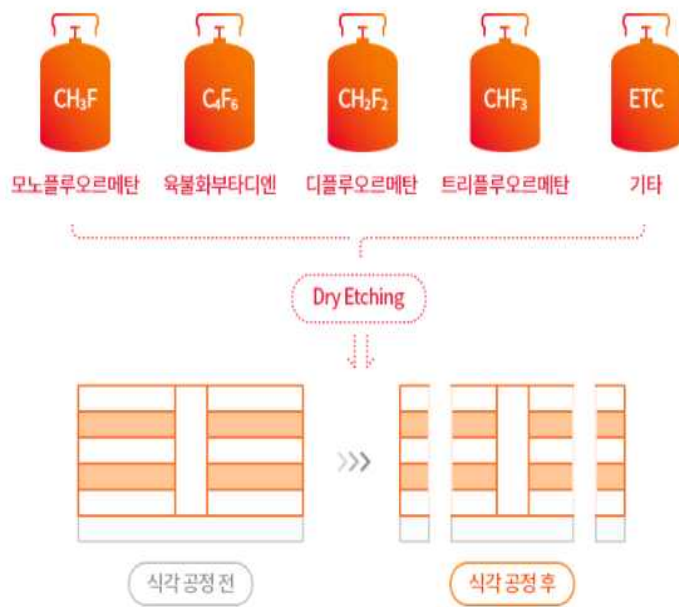 CH₃F
C₄F₆
CH₂F₂
CHF₃
ETC
모노플루오르메탄
육불화부타디엔
디플루오르메탄
트리플루오르메탄
기타
Dry Etching
식각 공정 전
식각 공정 후